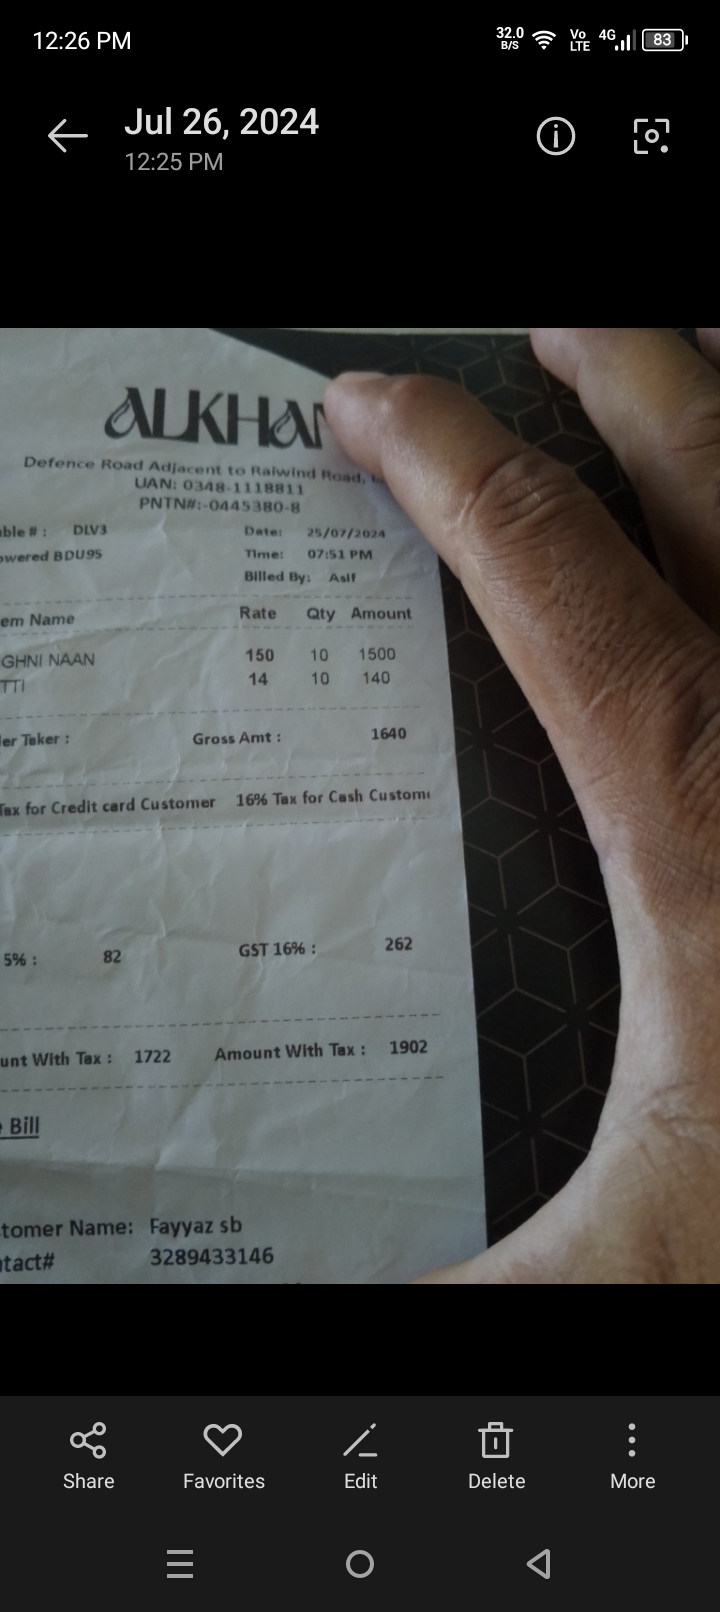 12:26 PM 32.0 B/S Vo LTE 4G 83
Jul 26, 2024
12:25 PM
ALKHA
Defence Road Adjacent to Raiwind Road,
UAN: 0348-1118811
PNTN#:-0445380-8
ble # : DLV3 Date: 25/07/2024
owered BDU95 Time: 07:51 PM
Billed By: Asif
em Name Rate Qty Amount
GHNI NAAN 150 10 1500
TTI 14 10 140
er Taker : Gross Amt : 1640
Tax for Credit card Customer 16% Tax for Cash Custome
5% : 82 GST 16% : 262
unt With Tax : 1722 Amount With Tax : 1902
Bill
tomer Name: Fayyaz sb
ntact# 3289433146
Share Favorites Edit Delete More